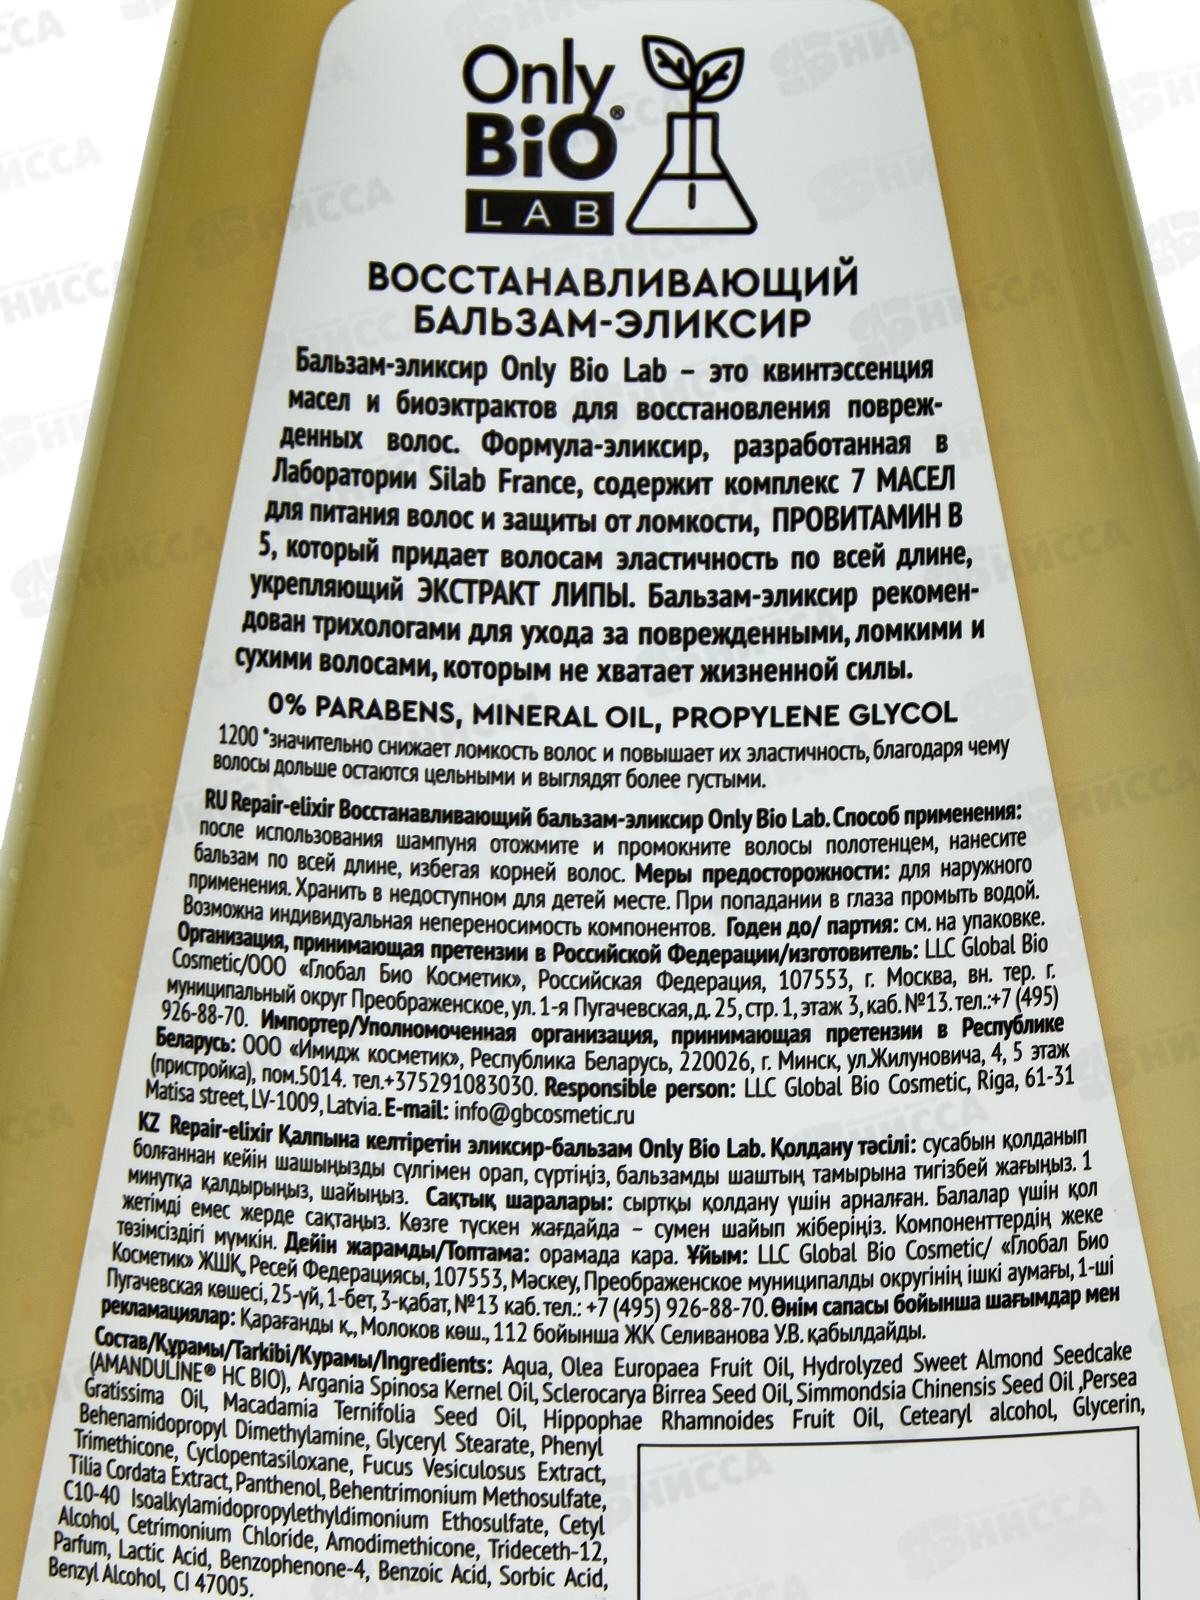 Only
BiO®
LAB
ВОССТАНАВЛИВАЮЩИЙ
БАЛЬЗАМ-ЭЛИКСИР
Бальзам-эликсир Only Bio Lab – это квинтэссенция
масел и биоэктрактов для восстановления повреж-
денных волос. Формула-эликсир, разработанная в
Лаборатории Silab France, содержит комплекс 7 МАСЕЛ
для питания волос и защиты от ломкости, ПРОВИТАМИН В
5, который придает волосам эластичность по всей длине,
укрепляющий ЭКСТРАКТ ЛИПЫ. Бальзам-эликсир рекомен-
дован трихологами для ухода за поврежденными, ломкими и
сухими волосами, которым не хватает жизненной силы.
0% PARABENS, MINERAL OIL, PROPYLENE GLYCOL
1200 *значительно снижает ломкость волос и повышает их эластичность, благодаря чему
волосы дольше остаются цельными и выглядят более густыми.
RU Repair-elixir Восстанавливающий бальзам-эликсир Only Bio Lab. Способ применения:
после использования шампуня отожмите и промокните волосы полотенцем, нанесите
бальзам по всей длине, избегая корней волос. Меры предосторожности: для наружного
применения. Хранить в недоступном для детей месте. При попадании в глаза промыть водой.
Возможна индивидуальная непереносимость компонентов. Годен до/ партия: см. на упаковке.
Организация, принимающая претензии в Российской Федерации/изготовитель: LLC Global Bio
Cosmetic/ООО «Глобал Био Косметик», Российская Федерация, 107553, г. Москва, вн. тер. г.
муниципальный округ Преображенское, ул. 1-я Пугачевская, д. 25, стр. 1, этаж 3, каб. №13. тел.:+7 (495)
926-88-70. Импортер/Уполномоченная организация, принимающая претензии в Республике
Беларусь: ООО «Имидж косметик», Республика Беларусь, 220026, г. Минск, ул.Жилуновича, 4, 5 этаж
(пристройка), пом.5014. тел.+375291083030. Responsible person: LLC Global Bio Cosmetic, Riga, 61-31
Matisa street, LV-1009, Latvia. E-mail: info@gbcosmetic.ru
KZ Repair-elixir Қалпына келтіретін эликсир-бальзам Only Bio Lab. Қолдану тәсілі: сусабын қолданып
болғаннан кейін шашыңызды сүлгімен орап, сүртіңіз, бальзамды шаштың тамырына тигізбей жағыңыз. 1
минутқа қалдырыңыз, шайыңыз. Сақтық шаралары: сыртқы қолдану үшін арналған. Балалар үшін қол
жетімді емес жерде сақтаңыз. Көзге түскен жағдайда – сумен шайып жіберіңіз. Компоненттердің жеке
төзімсіздігі мүмкін. Дейін жарамды/Топтама: орамада кара. Ұйым: LLC Global Bio Cosmetic/ «Глобал Био
Косметик» ЖШҚ, Ресей Федерациясы, 107553, Маскеу, Преображенское муниципалды округінің ішкі аумағы, 1-ші
Пугачевская көшесі, 25-үй, 1-бет, 3-қабат, №13 каб. тел.: +7 (495) 926-88-70. Өнім сапасы бойынша шағымдар мен
рекламациялар: Қарағанды қ., Молоков көш., 112 бойынша ЖК Селиванова У.В. қабылдайды.
Состав/Құрамы/Tarkibi/Курамы/Ingredients: Aqua, Olea Europaea Fruit Oil, Hydrolyzed Sweet Almond Seedcake
(AMANDULINE® HC BIO), Argania Spinosa Kernel Oil, Sclerocarya Birrea Seed Oil, Simmondsia Chinensis Seed Oil ,Persea
Gratissima Oil, Macadamia Ternifolia Seed Oil, Hippophae Rhamnoides Fruit Oil, Cetearyl alcohol, Glycerin,
Behenamidopropyl Dimethylamine, Glyceryl Stearate, Phenyl
Trimethicone, Cyclopentasiloxane, Fucus Vesiculosus Extract,
Tilia Cordata Extract, Panthenol, Behentrimonium Methosulfate,
C10-40 Isoalkylamidopropylethyldimonium Ethosulfate, Cetyl
Alcohol, Cetrimonium Chloride, Amodimethicone, Trideceth-12,
Parfum, Lactic Acid, Benzophenone-4, Benzoic Acid, Sorbic Acid,
Benzyl Alcohol, CI 47005.